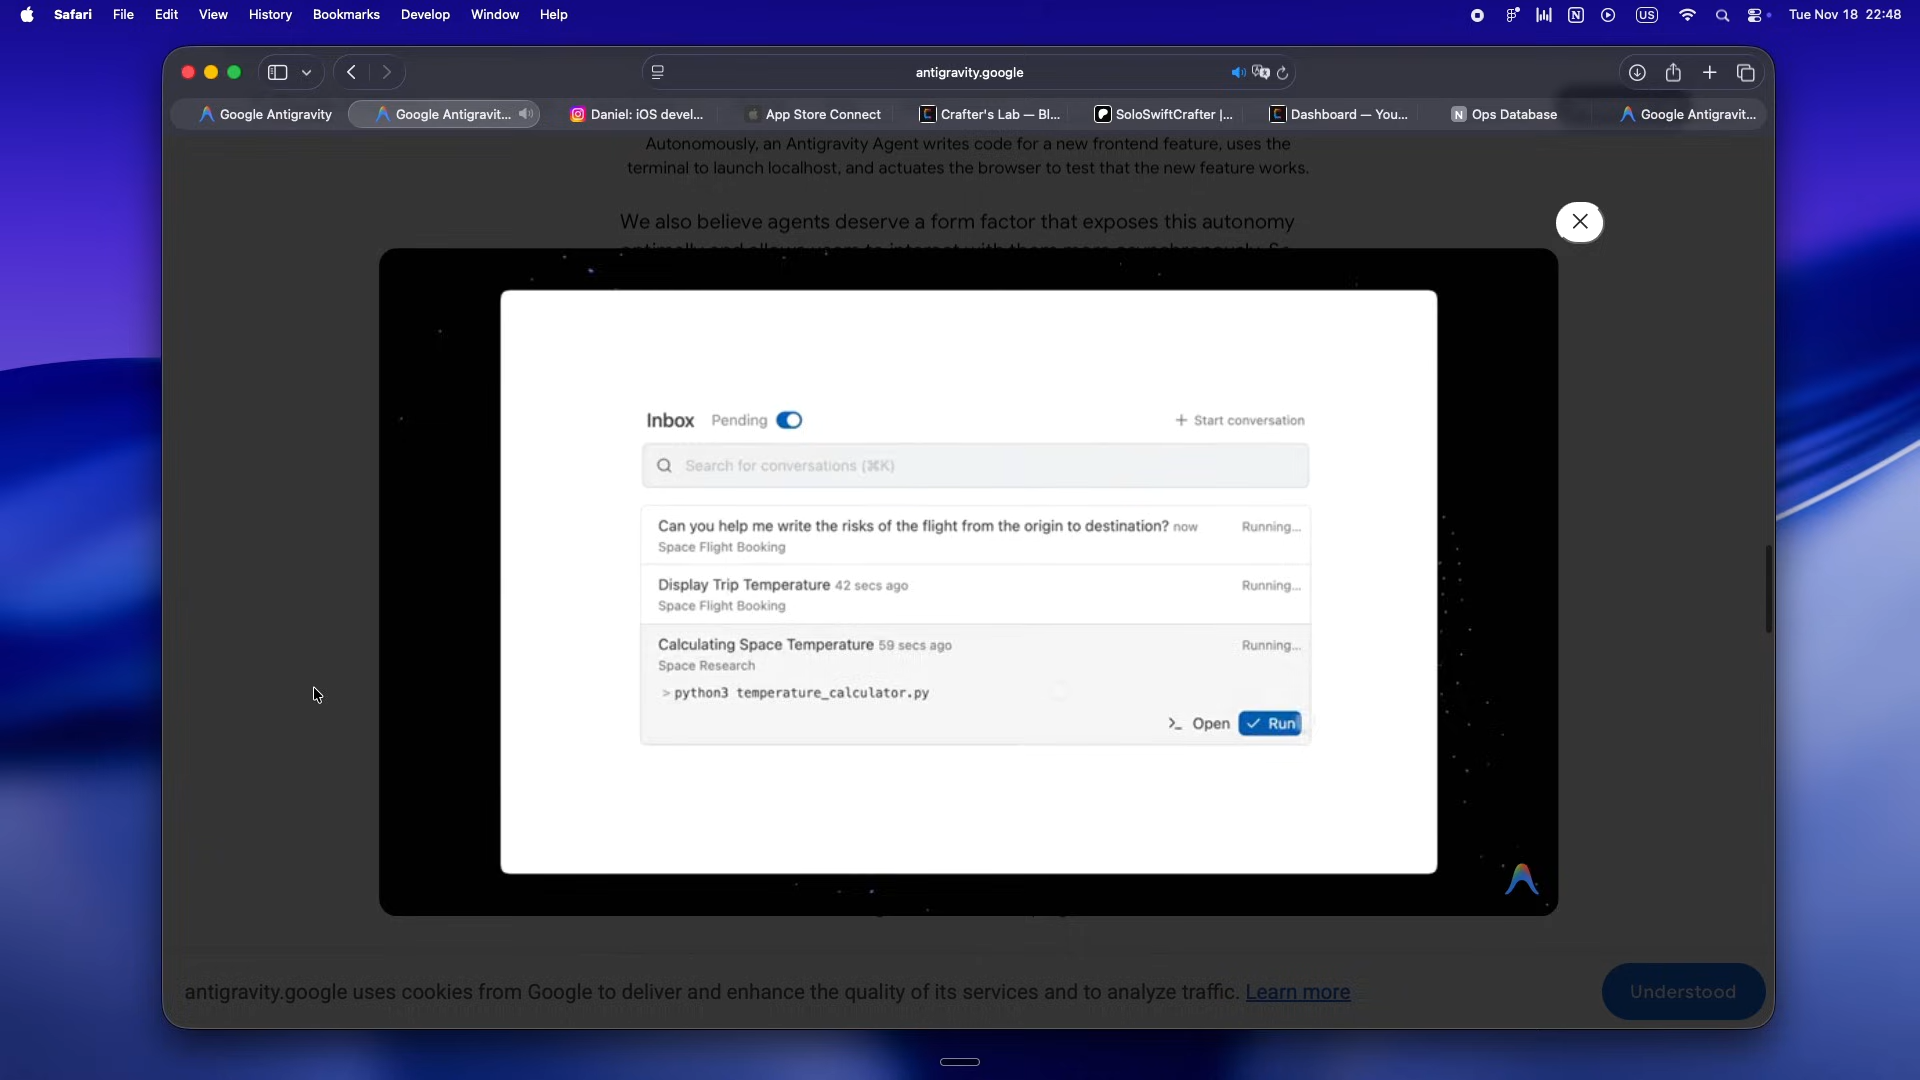 Safari File Edit View History Bookmarks Develop Window Help US Tue Nov 18 22:48
antigravity.google
Google Antigravity Google Antigravit... Daniel: iOS devel... App Store Connect Crafter's Lab — Bl... SoloSwiftCrafter |... Dashboard — You... Ops Database Google Antigravit...
Autonomously, an Antigravity Agent writes code for a new frontend feature, uses the
terminal to launch localhost, and actuates the browser to test that the new feature works.
We also believe agents deserve a form factor that exposes this autonomy
Inbox Pending + Start conversation
Search for conversations (⌘K)
Can you help me write the risks of the flight from the origin to destination? now Running...
Space Flight Booking
Display Trip Temperature 42 secs ago Running...
Space Flight Booking
Calculating Space Temperature 59 secs ago Running...
Space Research
> python3 temperature_calculator.py
>_ Open ✓ Run
antigravity.google uses cookies from Google to deliver and enhance the quality of its services and to analyze traffic. Learn more Understood